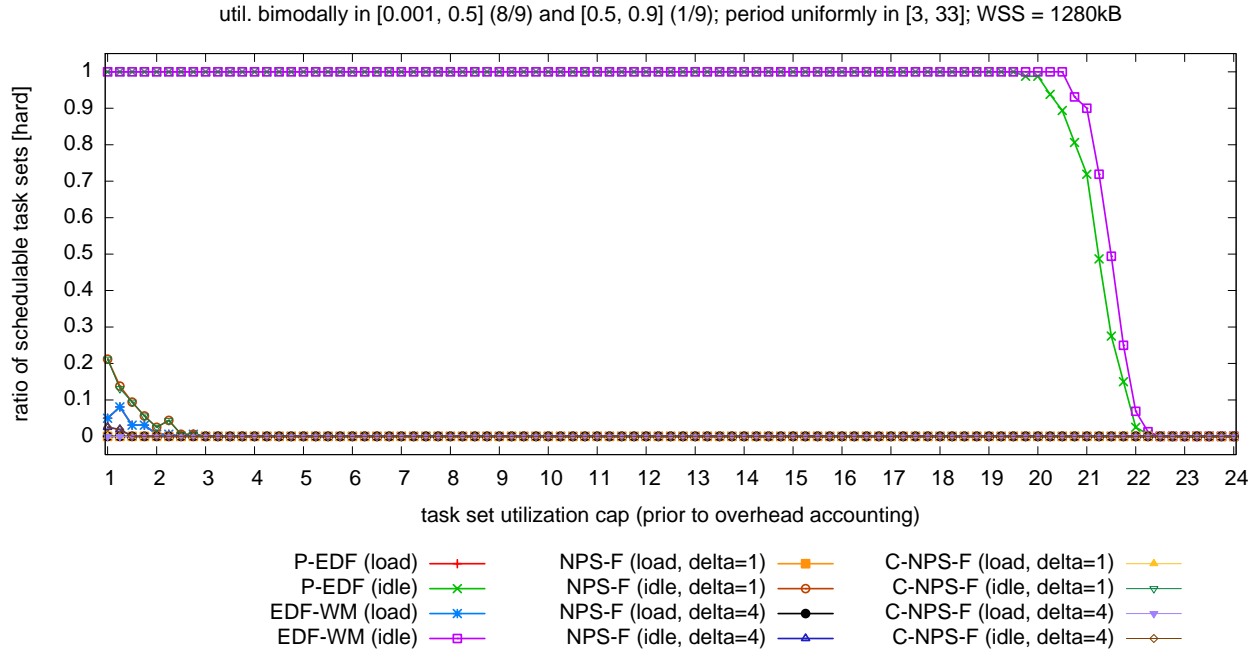 util. bimodally in [0.001, 0.5] (8/9) and [0.5, 0.9] (1/9); period uniformly in [3, 33]; WSS = 1280kB
ratio of schedulable task sets [hard]
1
0.9
0.8
0.7
0.6
0.5
0.4
0.3
0.2
0.1
0
1 2 3 4 5 6 7 8 9 10 11 12 13 14 15 16 17 18 19 20 21 22 23 24
task set utilization cap (prior to overhead accounting)
P-EDF (load) NPS-F (load, delta=1) C-NPS-F (load, delta=1)
P-EDF (idle) NPS-F (idle, delta=1) C-NPS-F (idle, delta=1)
EDF-WM (load) NPS-F (load, delta=4) C-NPS-F (load, delta=4)
EDF-WM (idle) NPS-F (idle, delta=4) C-NPS-F (idle, delta=4)